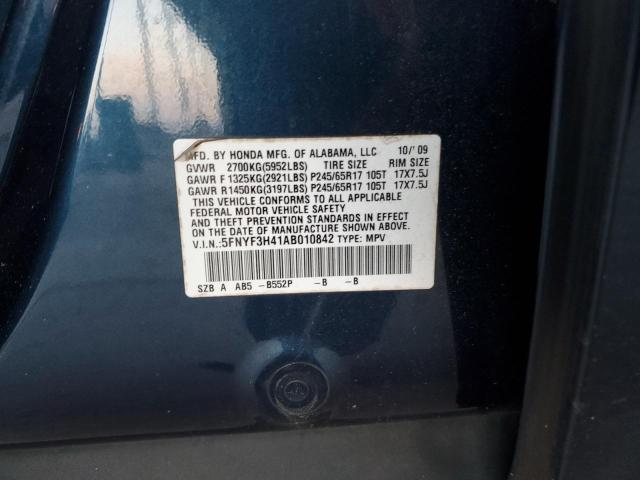 MFD. BY HONDA MFG. OF ALABAMA, LLC 10/'09
GVWR 2700KG(5952LBS) TIRE SIZE RIM SIZE
GAWR F 1325KG(2921LBS) P245/65R17 105T 17X7.5J
GAWR R1450KG(3197LBS) P245/65R17 105T 17X7.5J
THIS VEHICLE CONFORMS TO ALL APPLICABLE
FEDERAL MOTOR VEHICLE SAFETY
AND THEFT PREVENTION STANDARDS IN EFFECT
ON THE DATE OF MANUFACTURE SHOWN ABOVE.
V.I.N.:5FNYF3H41AB010842 TYPE: MPV
SZB A AB5 -B552P -B -B